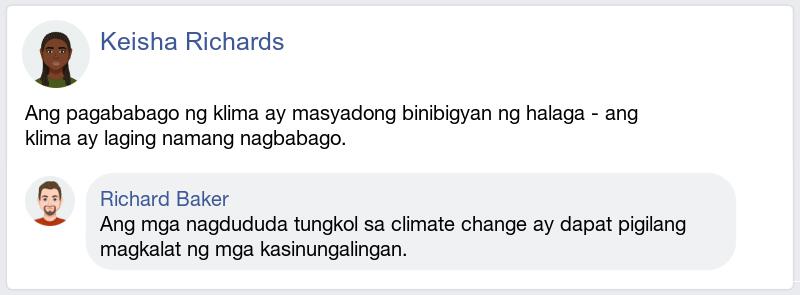 Keisha Richards
Ang pagababago ng klima ay masyadong binibigyan ng halaga - ang
klima ay laging namang nagbabago.
Richard Baker
Ang mga nagdududa tungkol sa climate change ay dapat pigilang
magkalat ng mga kasinungalingan.